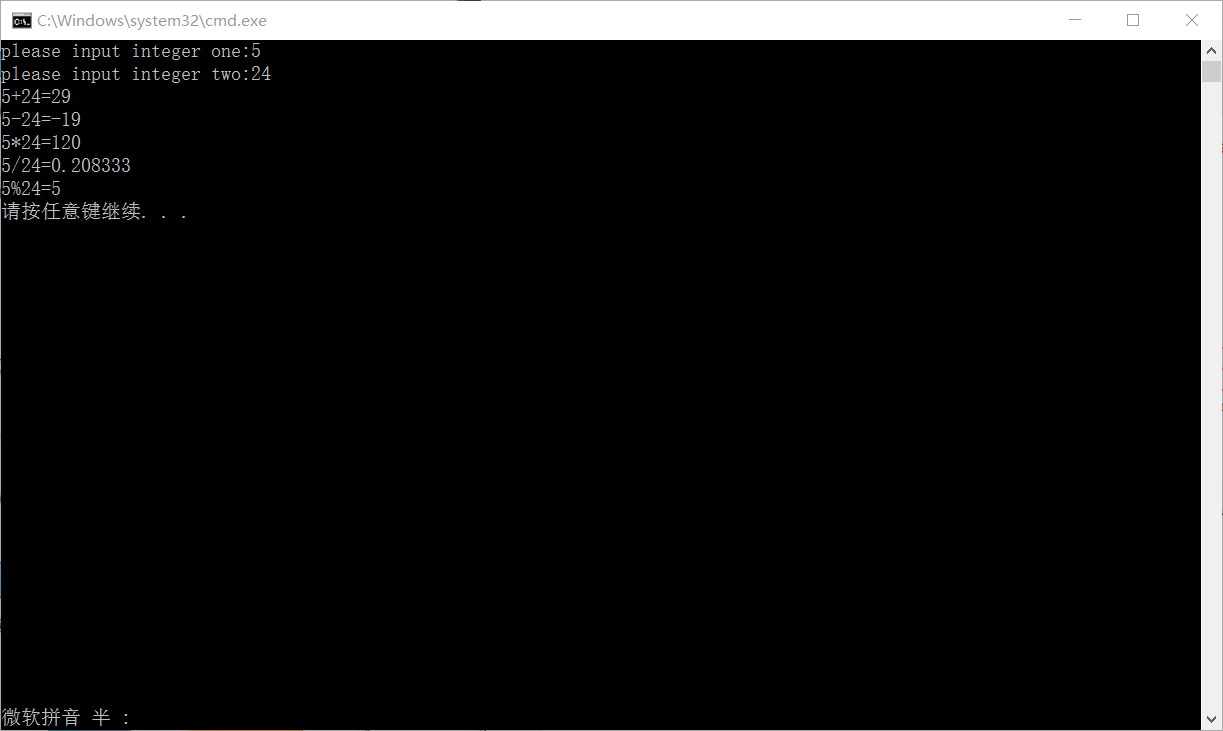 C:\Windows\system32\cmd.exe
please input integer one:5
please input integer two:24
5+24=29
5-24=-19
5*24=120
5/24=0.208333
5%24=5
请按任意键继续. . .
微软拼音 半 :